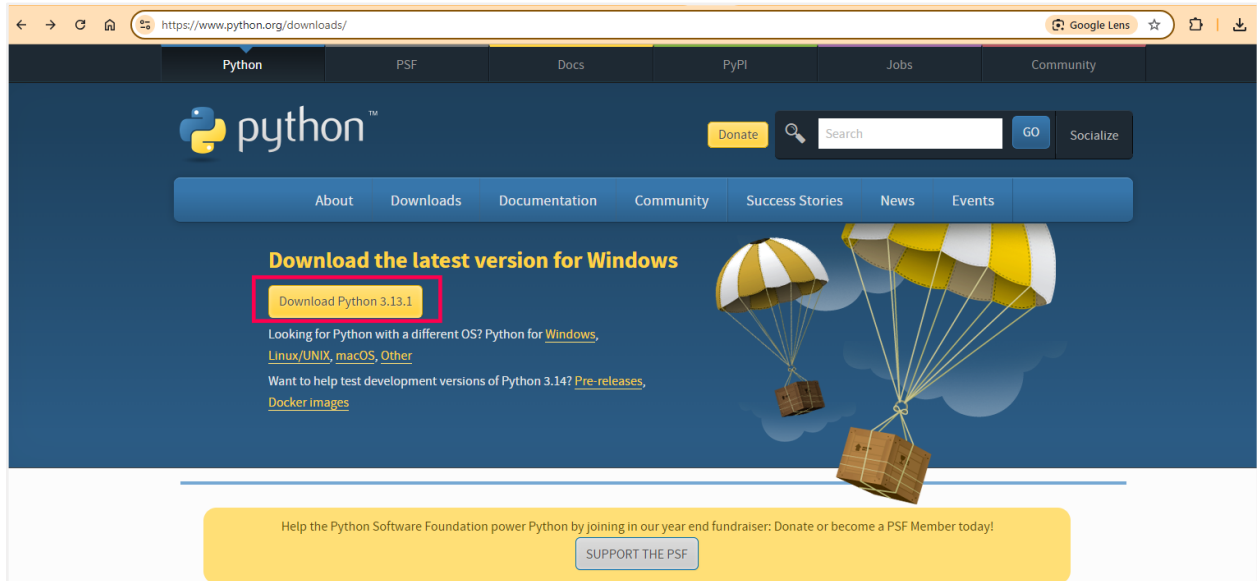 https://www.python.org/downloads/
Google Lens
Python PSF Docs PyPI Jobs Community
python™
Donate Search GO Socialize
About Downloads Documentation Community Success Stories News Events
Download the latest version for Windows
Download Python 3.13.1
Looking for Python with a different OS? Python for Windows,
Linux/UNIX, macOS, Other
Want to help test development versions of Python 3.14? Pre-releases,
Docker images
Help the Python Software Foundation power Python by joining in our year end fundraiser: Donate or become a PSF Member today!
SUPPORT THE PSF